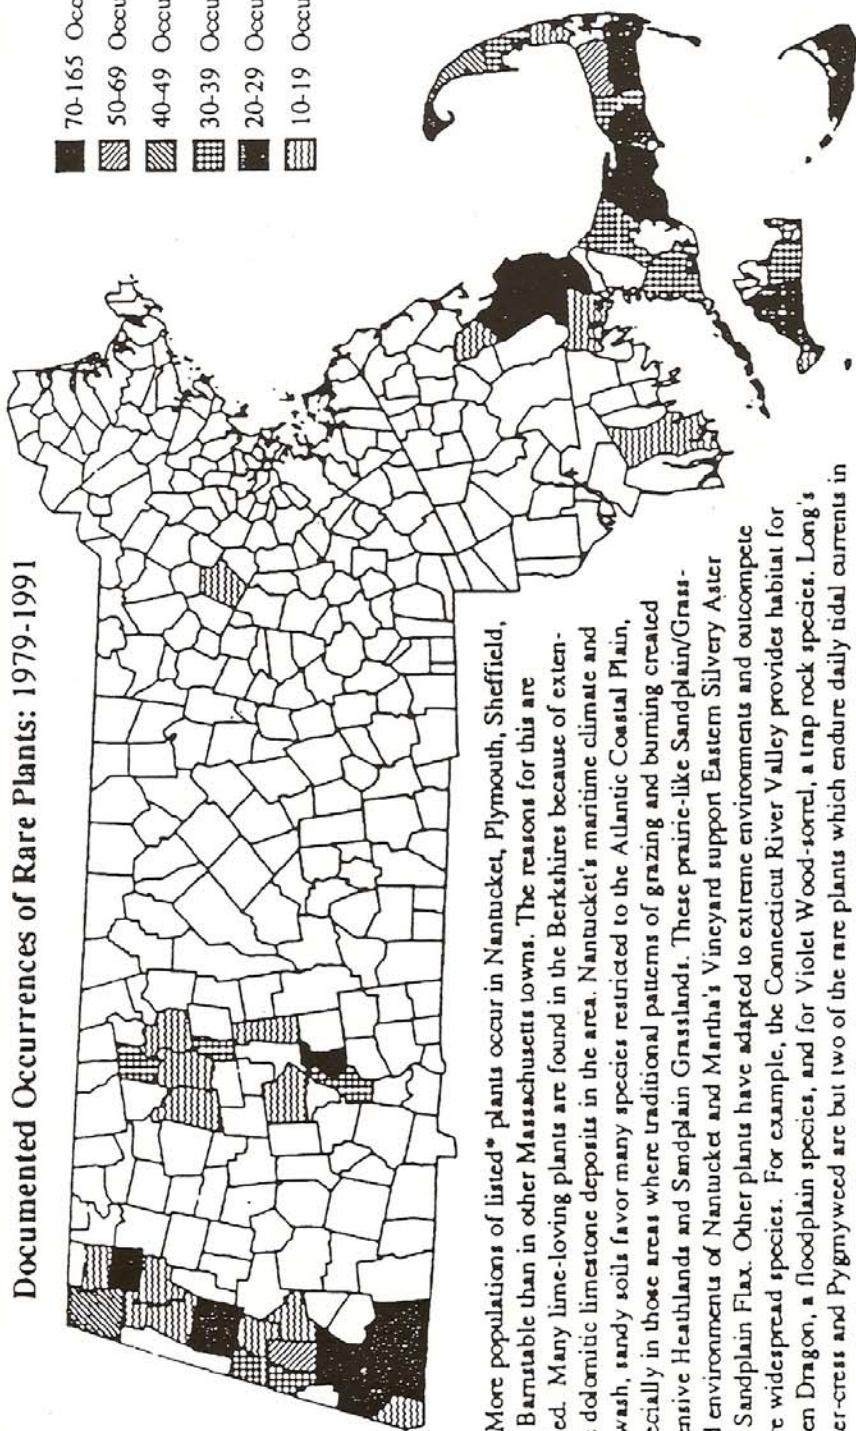 Documented Occurrences of Rare Plants: 1979-1991
70-165 Occ
50-69 Occu
40-49 Occu
30-39 Occu
20-29 Occu
10-19 Occu
More populations of listed* plants occur in Nantucket, Plymouth, Sheffield,
Barnstable than in other Massachusetts towns. The reasons for this are
ed. Many lime-loving plants are found in the Berkshires because of exten-
dolomitic limestone deposits in the area. Nantucket's maritime climate and
wash, sandy soils favor many species restricted to the Atlantic Coastal Plain,
ecially in those areas where traditional patterns of grazing and burning created
ensive Heathlands and Sandplain Grasslands. These prairie-like Sandplain/Grass-
d environments of Nantucket and Martha's Vineyard support Eastern Silvery Aster
Sandplain Flax. Other plants have adapted to extreme environments and outcompete
re widespread species. For example, the Connecticut River Valley provides habitat for
en Dragon, a floodplain species, and for Violet Wood-sorrel, a trap rock species. Long's
er-cress and Pygmyweed are but two of the rare plants which endure daily tidal currents in